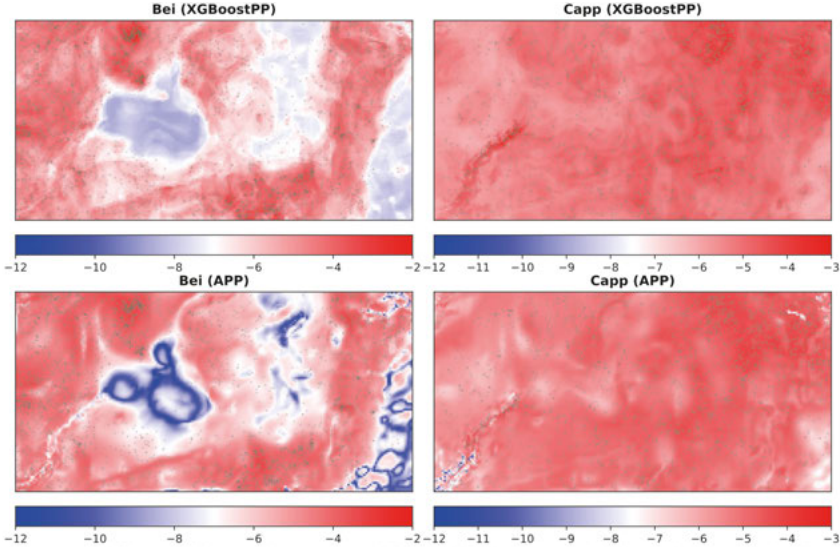 Bei (XGBoostPP) Capp (XGBoostPP)
−12 −10 −8 −6 −4 −2 −12 −11 −10 −9 −8 −7 −6 −5 −4 −3
Bei (APP) Capp (APP)
−12 −10 −8 −6 −4 −2 −12 −11 −10 −9 −8 −7 −6 −5 −4 −3